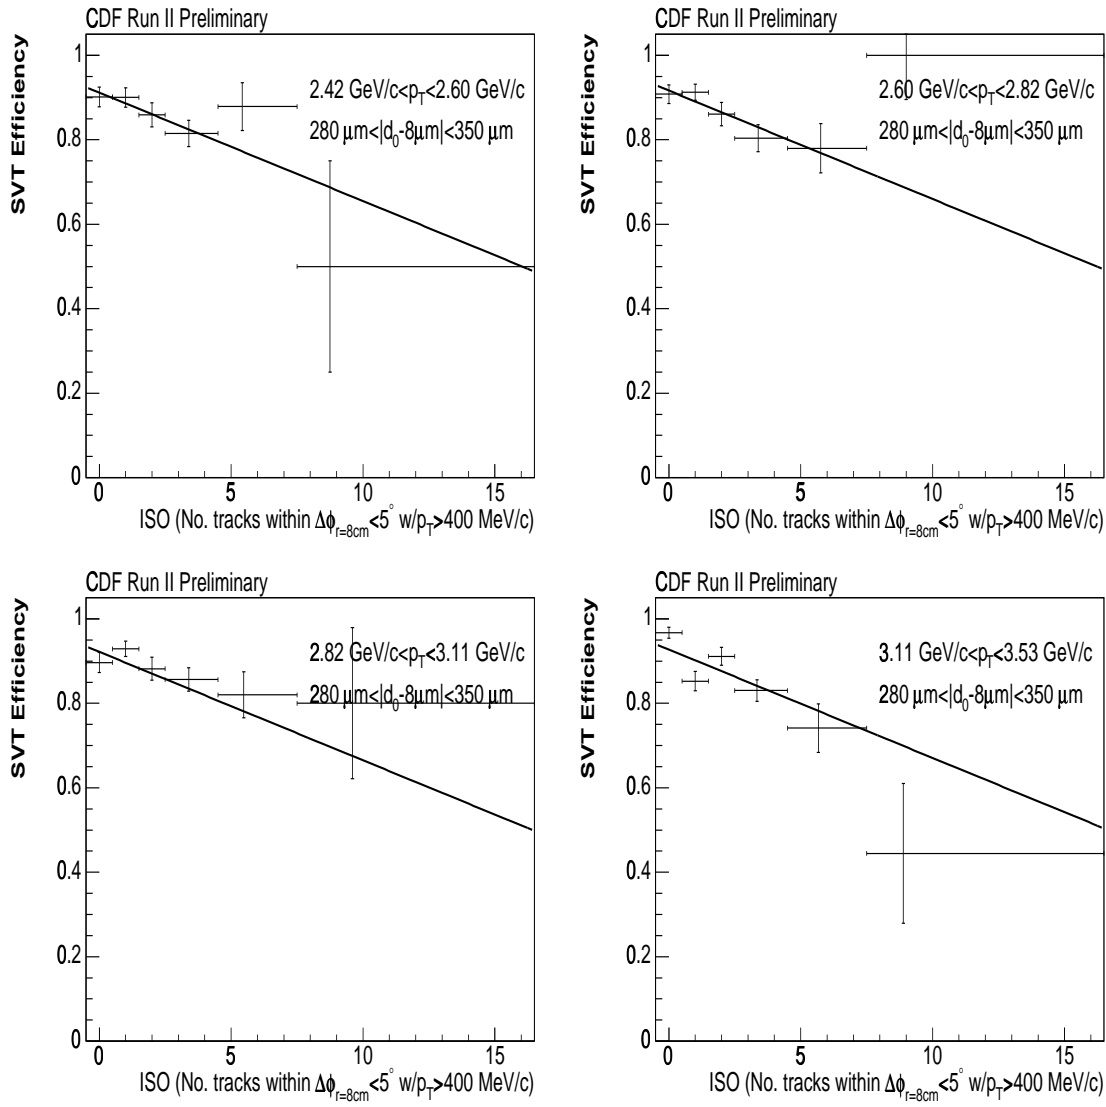 CDF Run II Preliminary
SVT Efficiency
2.42 GeV/c<p_T<2.60 GeV/c
280 μm<|d_0-8μm|<350 μm
1
0.8
0.6
0.4
0.2
0
0 5 10 15
ISO (No. tracks within Δϕ_r=8cm<5° w/p_T>400 MeV/c)
CDF Run II Preliminary
SVT Efficiency
2.60 GeV/c<p_T<2.82 GeV/c
280 μm<|d_0-8μm|<350 μm
1
0.8
0.6
0.4
0.2
0
0 5 10 15
ISO (No. tracks within Δϕ_r=8cm<5° w/p_T>400 MeV/c)
CDF Run II Preliminary
SVT Efficiency
2.82 GeV/c<p_T<3.11 GeV/c
280 μm<|d_0-8μm|<350 μm
1
0.8
0.6
0.4
0.2
0
0 5 10 15
ISO (No. tracks within Δϕ_r=8cm<5° w/p_T>400 MeV/c)
CDF Run II Preliminary
SVT Efficiency
3.11 GeV/c<p_T<3.53 GeV/c
280 μm<|d_0-8μm|<350 μm
1
0.8
0.6
0.4
0.2
0
0 5 10 15
ISO (No. tracks within Δϕ_r=8cm<5° w/p_T>400 MeV/c)